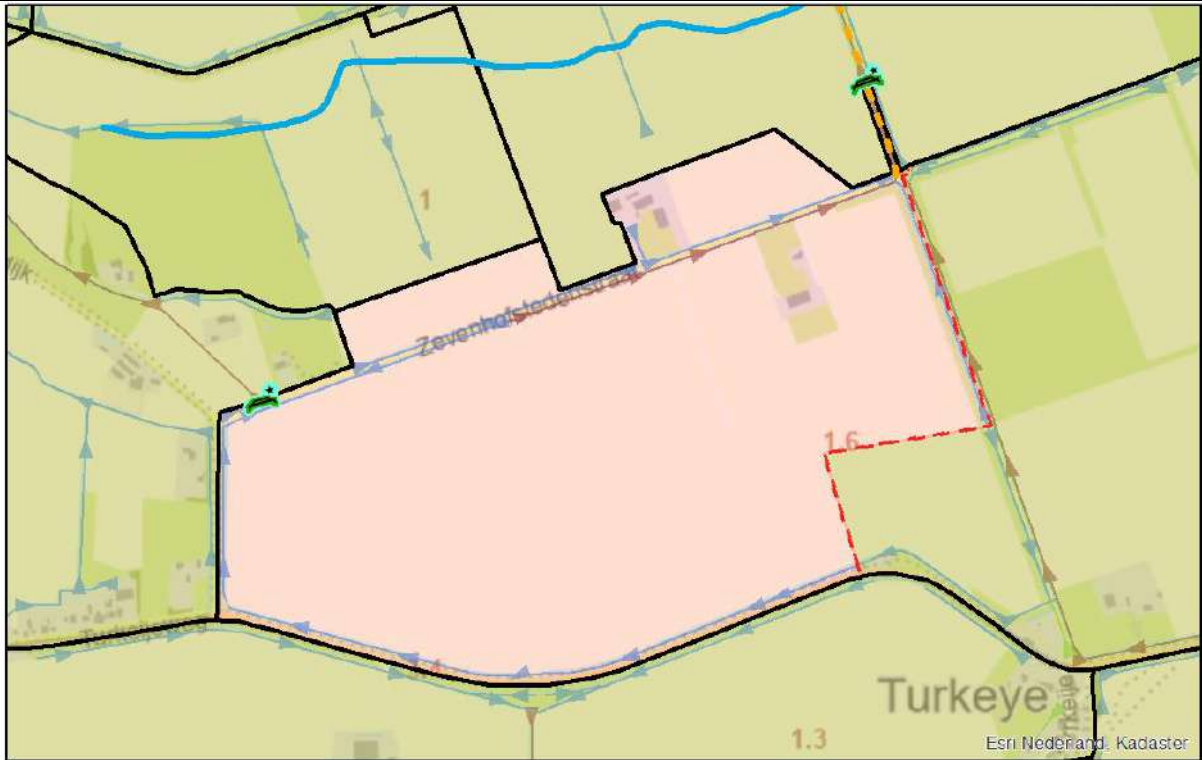 1
Zevenhofstedenstraat
1.6
Turkeye
1.3
Esri Nederland, Kadaster